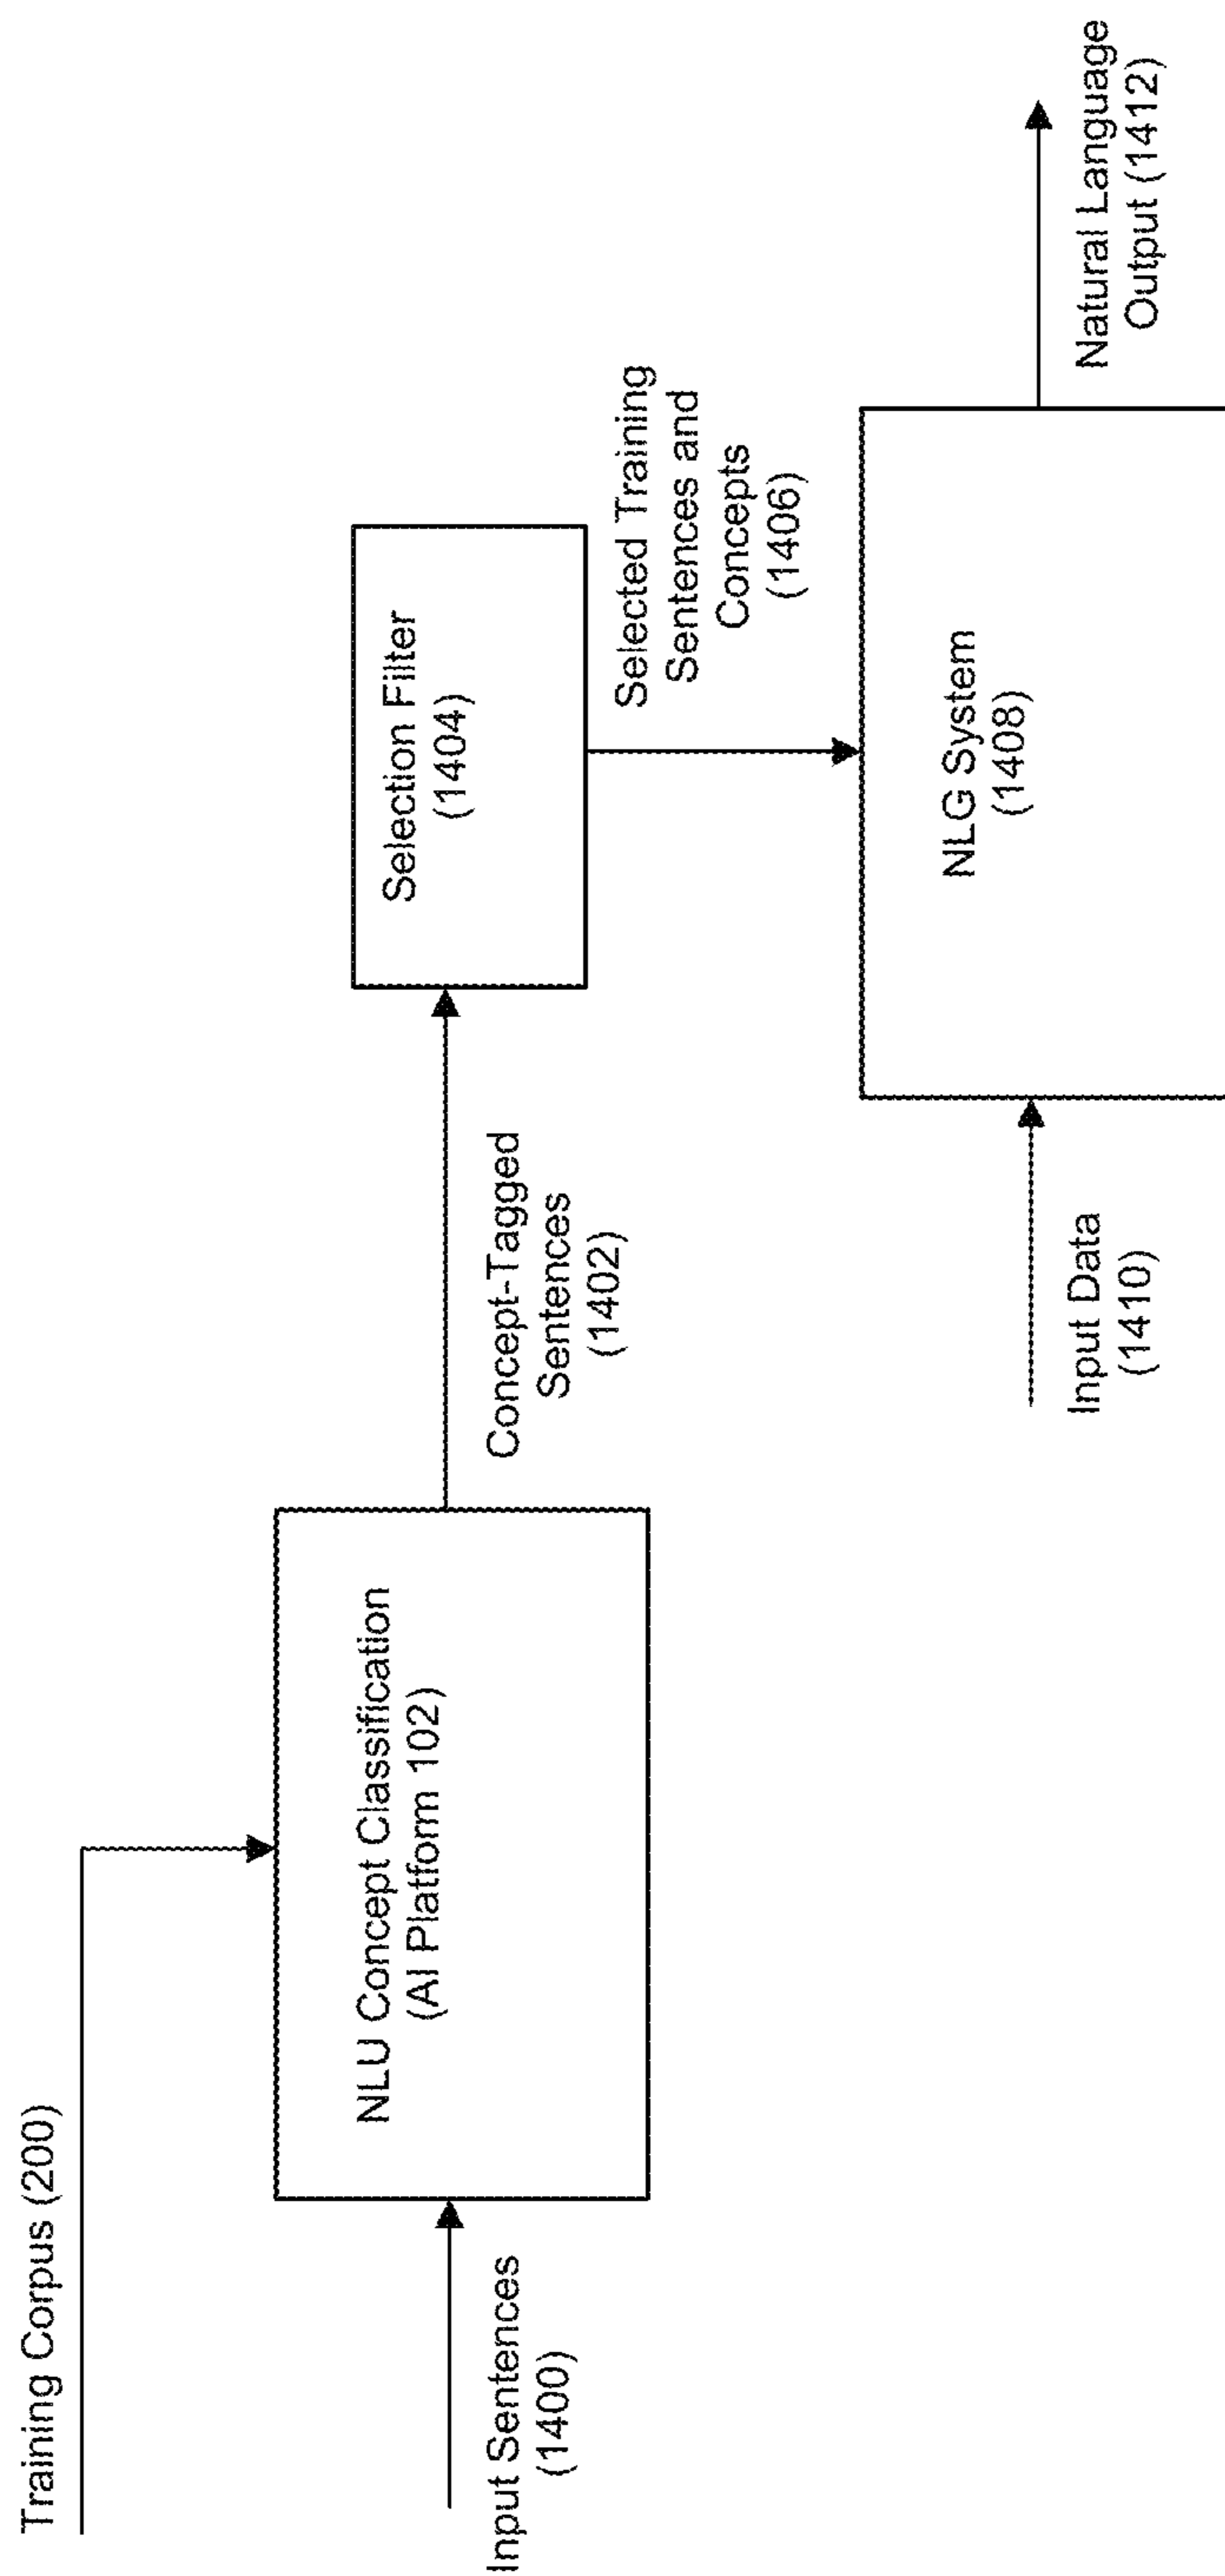 Training Corpus (200)
Input Sentences
(1400)
NLU Concept Classification
(AI Platform 102)
Concept-Tagged
Sentences
(1402)
Selection Filter
(1404)
Selected Training
Sentences and
Concepts
(1406)
Input Data
(1410)
NLG System
(1408)
Natural Language
Output (1412)